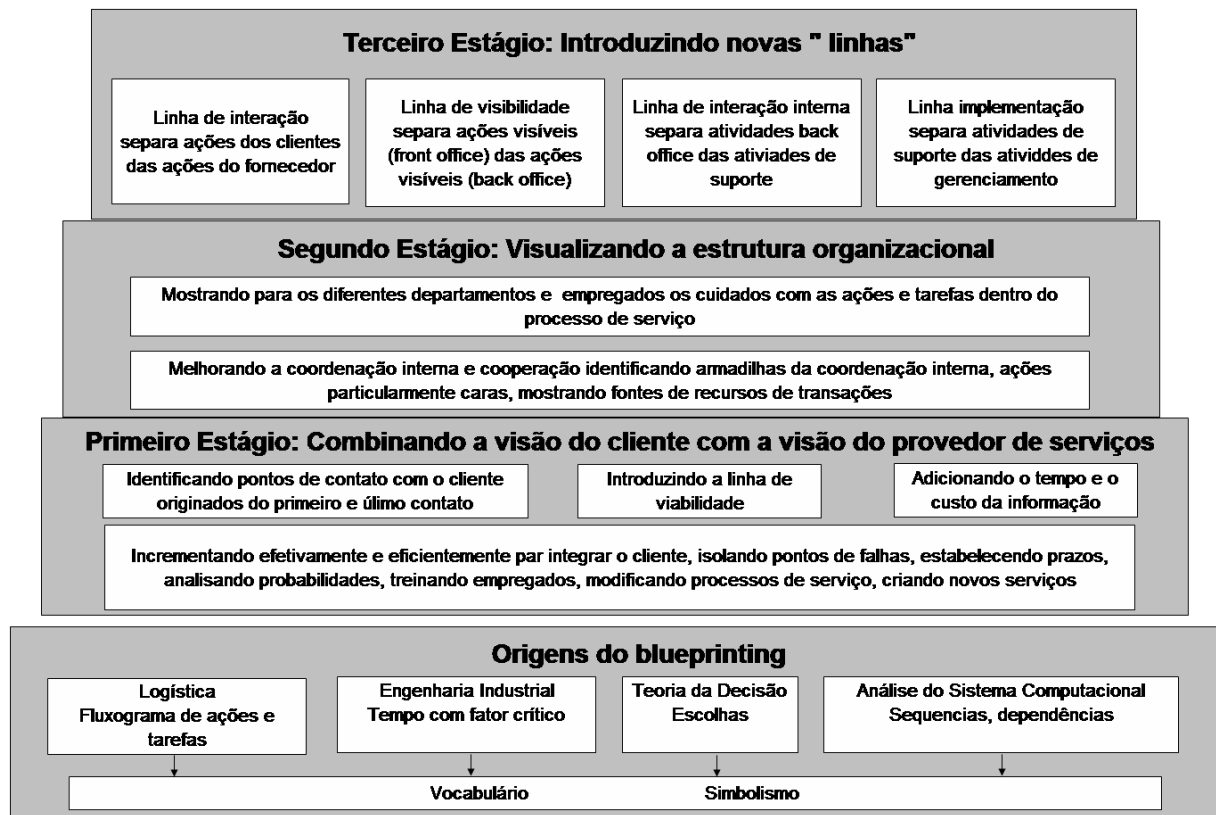 Terceiro Estágio: Introduzindo novas " linhas"
Linha de interação
separa ações dos clientes
das ações do fornecedor
Linha de visibilidade
separa ações visíveis
(front office) das ações
visíveis (back office)
Linha de interação interna
separa atividades back
office das ativiades de
suporte
Linha implementação
separa atividades de
suporte das atividdes de
gerenciamento
Segundo Estágio: Visualizando a estrutura organizacional
Mostrando para os diferentes departamentos e empregados os cuidados com as ações e tarefas dentro do
processo de serviço
Melhorando a coordenação interna e cooperação identificando armadilhas da coordenação interna, ações
particularmente caras, mostrando fontes de recursos de transações
Primeiro Estágio: Combinando a visão do cliente com a visão do provedor de serviços
Identificando pontos de contato com o cliente
originados do primeiro e úlimo contato
Introduzindo a linha de
viabilidade
Adicionando o tempo e o
custo da informação
Incrementando efetivamente e eficientemente par integrar o cliente, isolando pontos de falhas, estabelecendo prazos,
analisando probabilidades, treinando empregados, modificando processos de serviço, criando novos serviços
Origens do blueprinting
Logística
Fluxograma de ações e
tarefas
Engenharia Industrial
Tempo com fator crítico
Teoria da Decisão
Escolhas
Análise do Sistema Computacional
Sequencias, dependências
Vocabulário Simbolismo